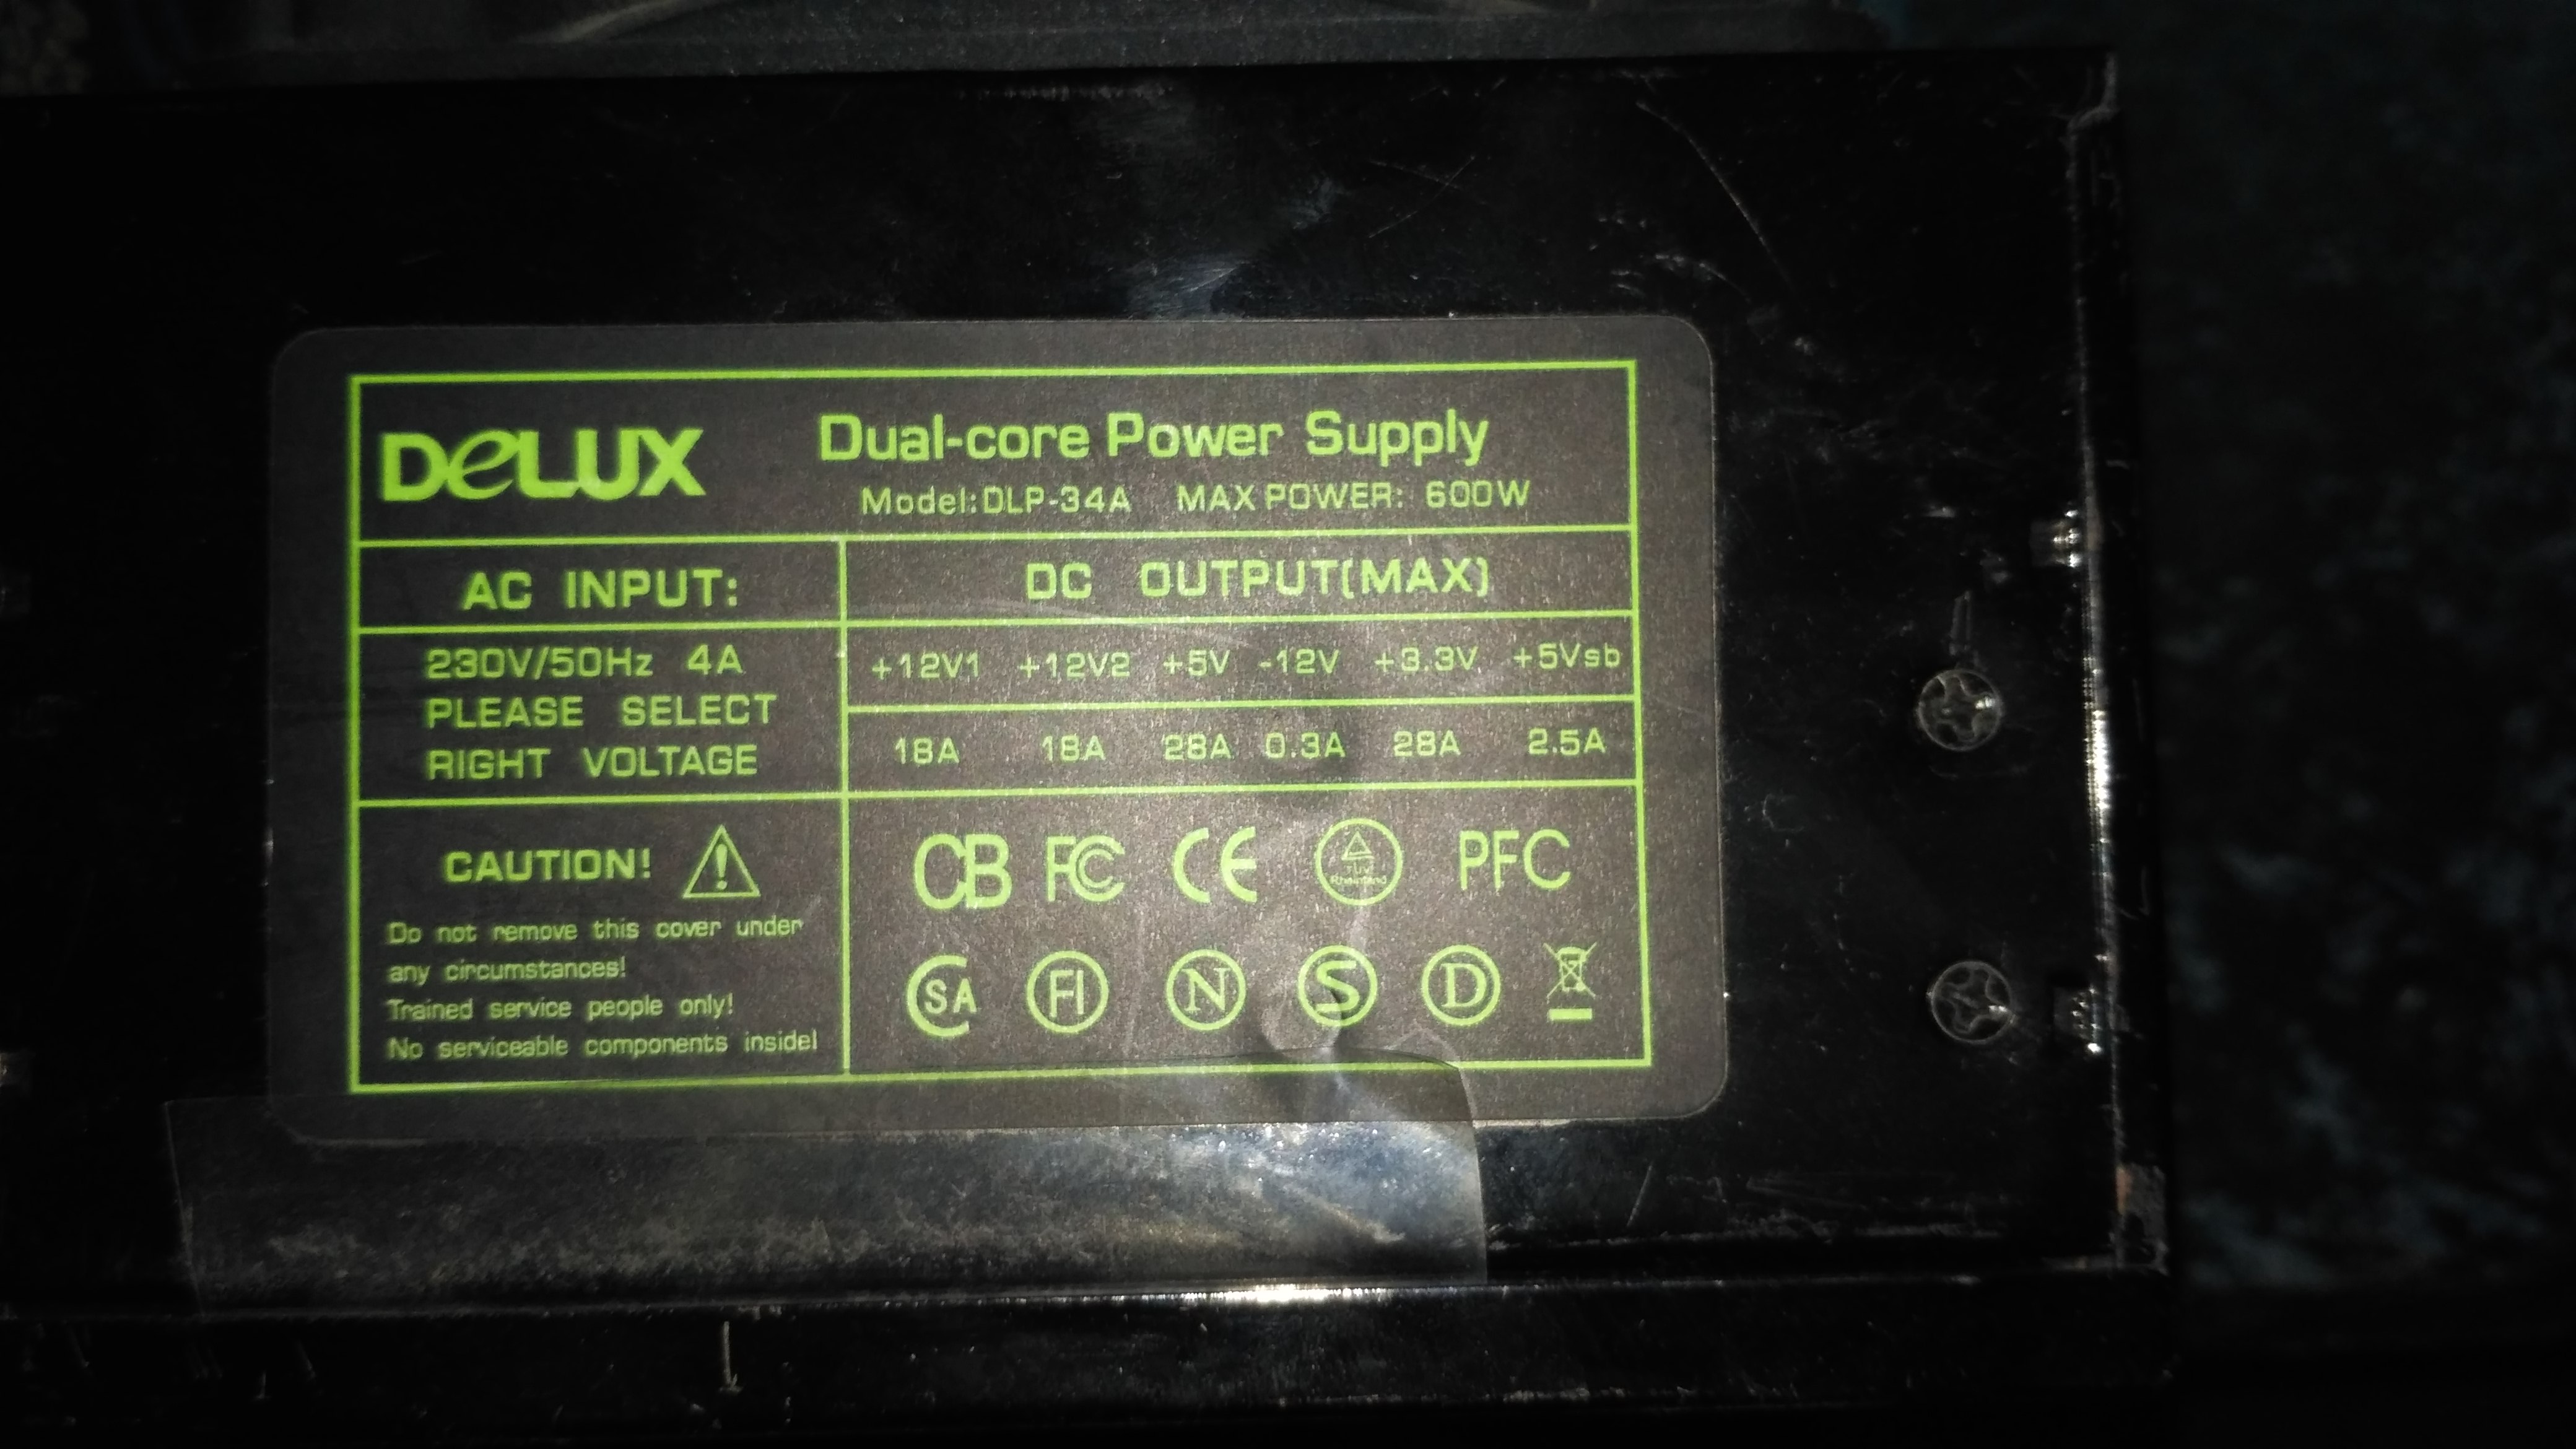 DeLUX
Dual-core Power Supply
Model:DLP-34A MAX POWER: 600W
AC INPUT:
DC OUTPUT(MAX)
230V/50Hz 4A
PLEASE SELECT
RIGHT VOLTAGE
+12V1 +12V2 +5V -12V +3.3V +5Vsb
18A 18A 28A 0.3A 28A 2.5A
CAUTION!
Do not remove this cover under
any circumstances!
Trained service people only!
No serviceable components inside!
CB FC CE TUV Rheinland PFC
SA FI N S D